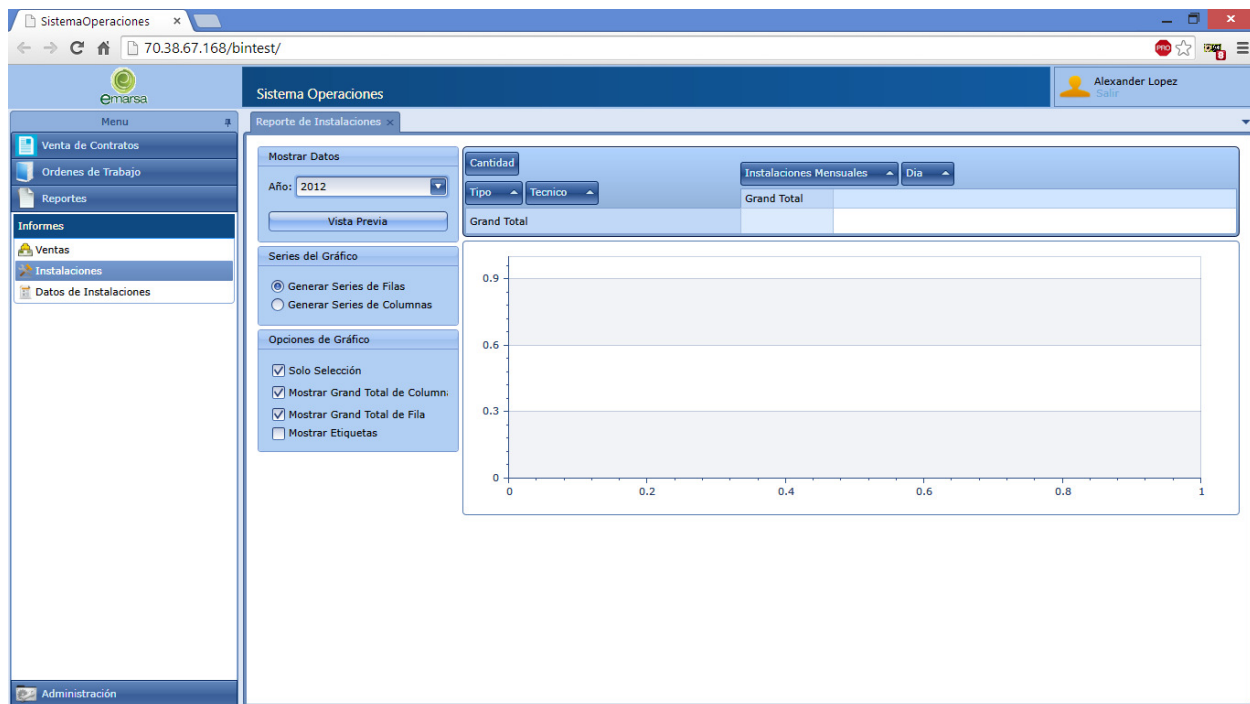 SistemaOperaciones
70.38.67.168/bintest/
PRO
emarsa
Sistema Operaciones
Alexander Lopez
Salir
Menu
Reporte de Instalaciones
Venta de Contratos
Ordenes de Trabajo
Reportes
Informes
Ventas
Instalaciones
Datos de Instalaciones
Administración
Mostrar Datos
Año: 2012
Vista Previa
Series del Gráfico
Generar Series de Filas
Generar Series de Columnas
Opciones de Gráfico
Solo Selección
Mostrar Grand Total de Column
Mostrar Grand Total de Fila
Mostrar Etiquetas
Cantidad
Instalaciones Mensuales Dia
Tipo Tecnico
Grand Total
Grand Total
0.9
0.6
0.3
0
0 0.2 0.4 0.6 0.8 1